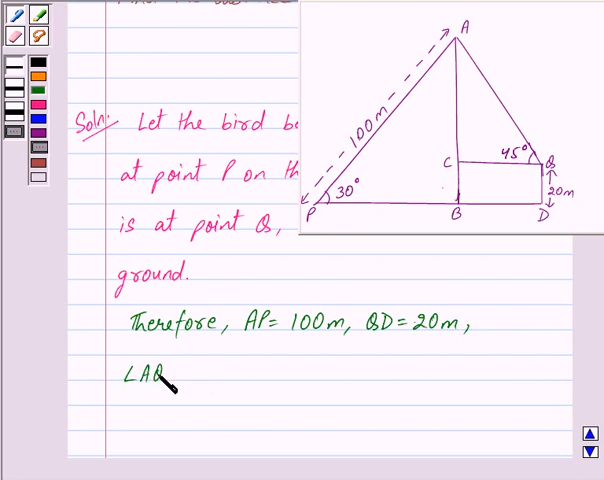 Soln: Let the bird be
at point P on th
is at point Q,
ground.
Therefore, AP = 100m, QD = 20m,
∠AQ
A
100m
45°
Q
C
20m
30°
P
B
D